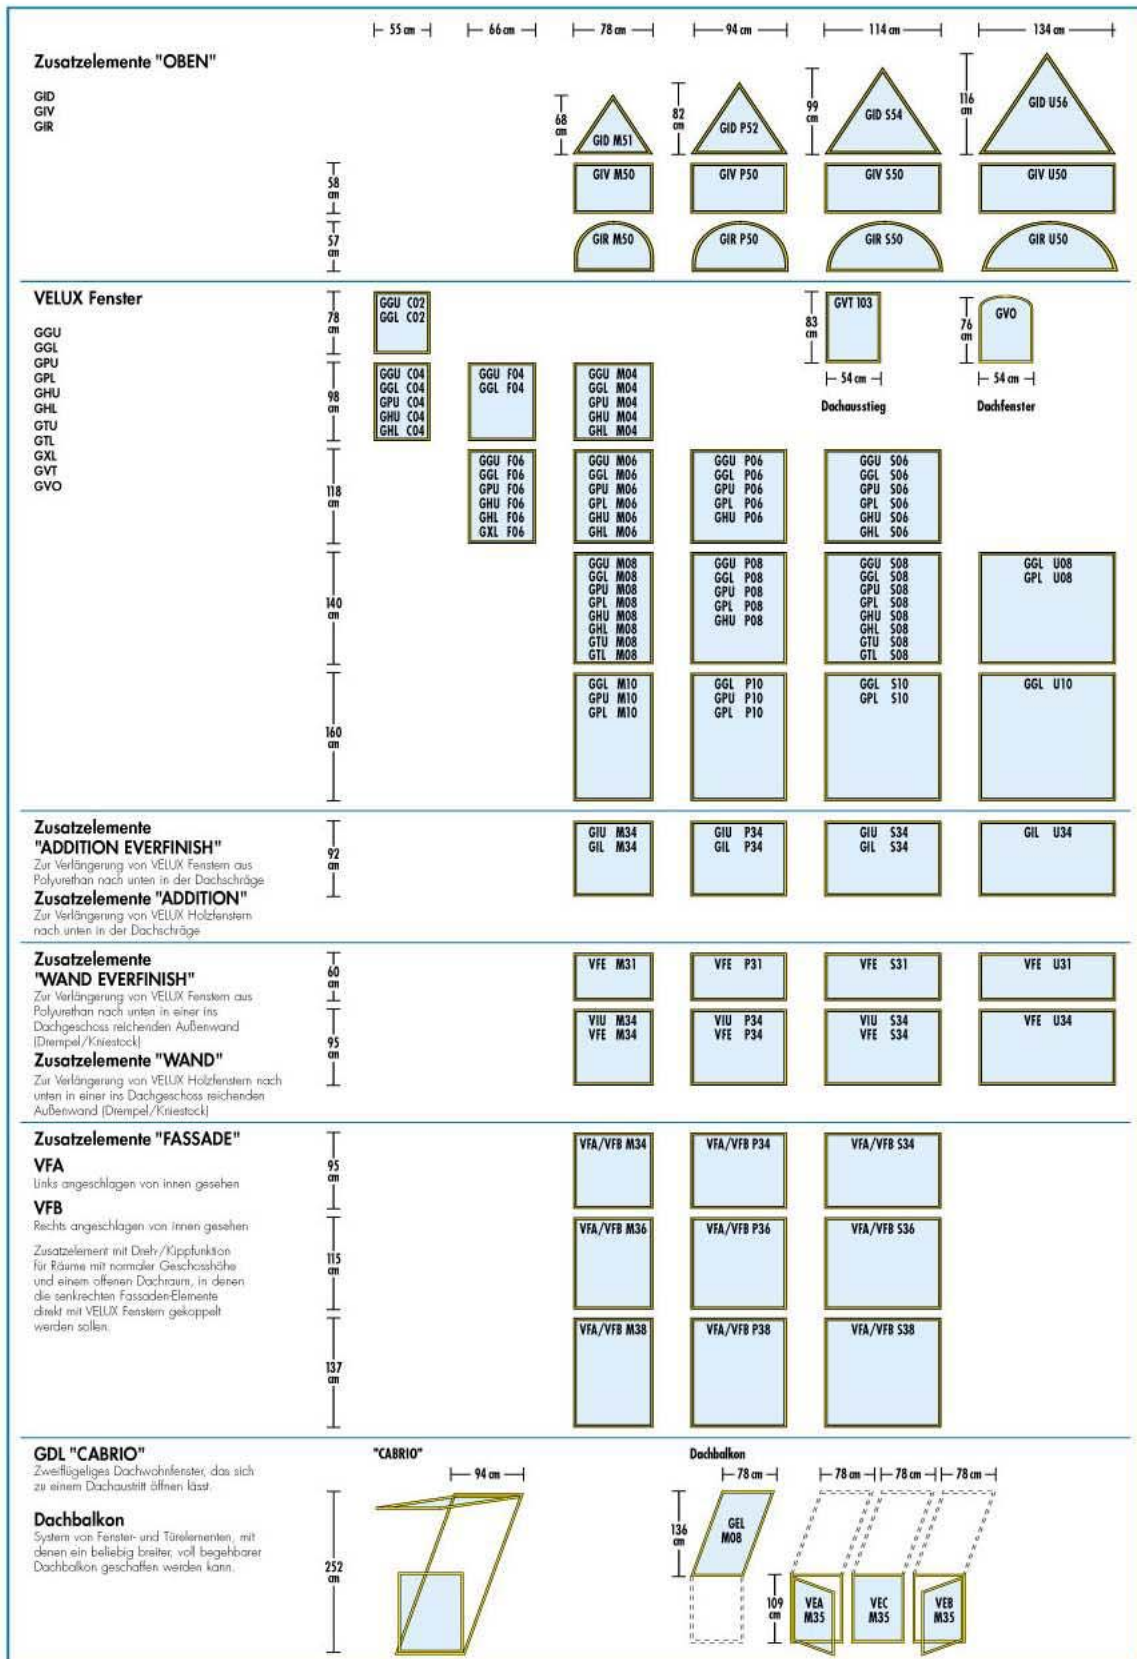 55 cm 66 cm 78 cm 94 cm 114 cm 134 cm
Zusatzelemente "OBEN"
GID
GIV
GIR
68 cm
GID M51
82 cm
GID P52
99 cm
GID S54
116 cm
GID U56
58 cm
GIV M50 GIV P50 GIV S50 GIV U50
57 cm
GIR M50 GIR P50 GIR S50 GIR U50
VELUX Fenster
GGU
GGL
GPU
GPL
GHU
GHL
GTU
GTL
GXL
GVT
GVO
78 cm
GGU C02
GGL C02
83 cm
GVT 103
54 cm
Dachausstieg
76 cm
GVO
54 cm
Dachfenster
98 cm
GGU C04
GGL C04
GPU C04
GHU C04
GHL C04
GGU F04
GGL F04
GGU M04
GGL M04
GPU M04
GHU M04
GHL M04
118 cm
GGU F06
GGL F06
GPU F06
GHU F06
GHL F06
GXL F06
GGU M06
GGL M06
GPU M06
GPL M06
GHU M06
GHL M06
GGU P06
GGL P06
GPU P06
GPL P06
GHU P06
GGU S06
GGL S06
GPU S06
GPL S06
GHU S06
GHL S06
140 cm
GGU M08
GGL M08
GPU M08
GPL M08
GHU M08
GHL M08
GTU M08
GTL M08
GGU P08
GGL P08
GPU P08
GPL P08
GHU P08
GGU S08
GGL S08
GPU S08
GPL S08
GHU S08
GHL S08
GTU S08
GTL S08
GGL U08
GPL U08
160 cm
GGL M10
GPU M10
GPL M10
GGL P10
GPU P10
GPL P10
GGL S10
GPL S10
GGL U10
Zusatzelemente
"ADDITION EVERFINISH"
Zur Verlängerung von VELUX Fenstern aus
Polyurethan nach unten in der Dachschräge
Zusatzelemente "ADDITION"
Zur Verlängerung von VELUX Holzfenstern
nach unten in der Dachschräge
92 cm
GIU M34
GIL M34
GIU P34
GIL P34
GIU S34
GIL S34
GIL U34
Zusatzelemente
"WAND EVERFINISH"
Zur Verlängerung von VELUX Fenstern aus
Polyurethan nach unten in einer ins
Dachgeschoss reichenden Außenwand
(Drempel/Kniestock)
Zusatzelemente "WAND"
Zur Verlängerung von VELUX Holzfenstern nach
unten in einer ins Dachgeschoss reichenden
Außenwand (Drempel/Kniestock)
60 cm
VFE M31 VFE P31 VFE S31 VFE U31
95 cm
VIU M34
VFE M34
VIU P34
VFE P34
VIU S34
VFE S34
VFE U34
Zusatzelemente "FASSADE"
VFA
Links angeschlagen von innen gesehen
VFB
Rechts angeschlagen von innen gesehen
Zusatzelement mit Dreh-/Kippfunktion
für Räume mit normaler Geschosshöhe
und einem offenen Dachraum, in denen
die senkrechten Fassaden-Elemente
direkt mit VELUX Fenstern gekoppelt
werden sollen.
95 cm
VFA/VFB M34 VFA/VFB P34 VFA/VFB S34
115 cm
VFA/VFB M36 VFA/VFB P36 VFA/VFB S36
137 cm
VFA/VFB M38 VFA/VFB P38 VFA/VFB S38
GDL "CABRIO"
Zweiflügeliges Dachwohnfenster, das sich
zu einem Dachaustritt öffnen lässt.
Dachbalkon
System von Fenster- und Türelementen, mit
denen ein beliebig breiter, voll begehbarer
Dachbalkon geschaffen werden kann.
"CABRIO"
94 cm
252 cm
Dachbalkon
78 cm 78 cm 78 cm 78 cm
136 cm
GEL
M08
109 cm
VEA
M35
VEC
M35
VEB
M35